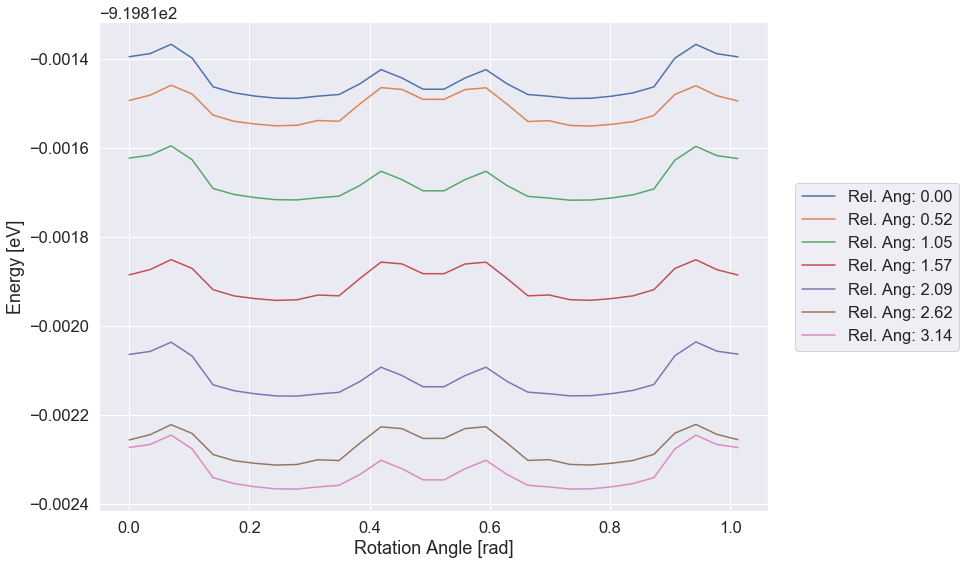 −9.1981e2
−0.0014
−0.0016
−0.0018
−0.0020
−0.0022
−0.0024
Energy [eV]
0.0 0.2 0.4 0.6 0.8 1.0
Rotation Angle [rad]
Rel. Ang: 0.00
Rel. Ang: 0.52
Rel. Ang: 1.05
Rel. Ang: 1.57
Rel. Ang: 2.09
Rel. Ang: 2.62
Rel. Ang: 3.14